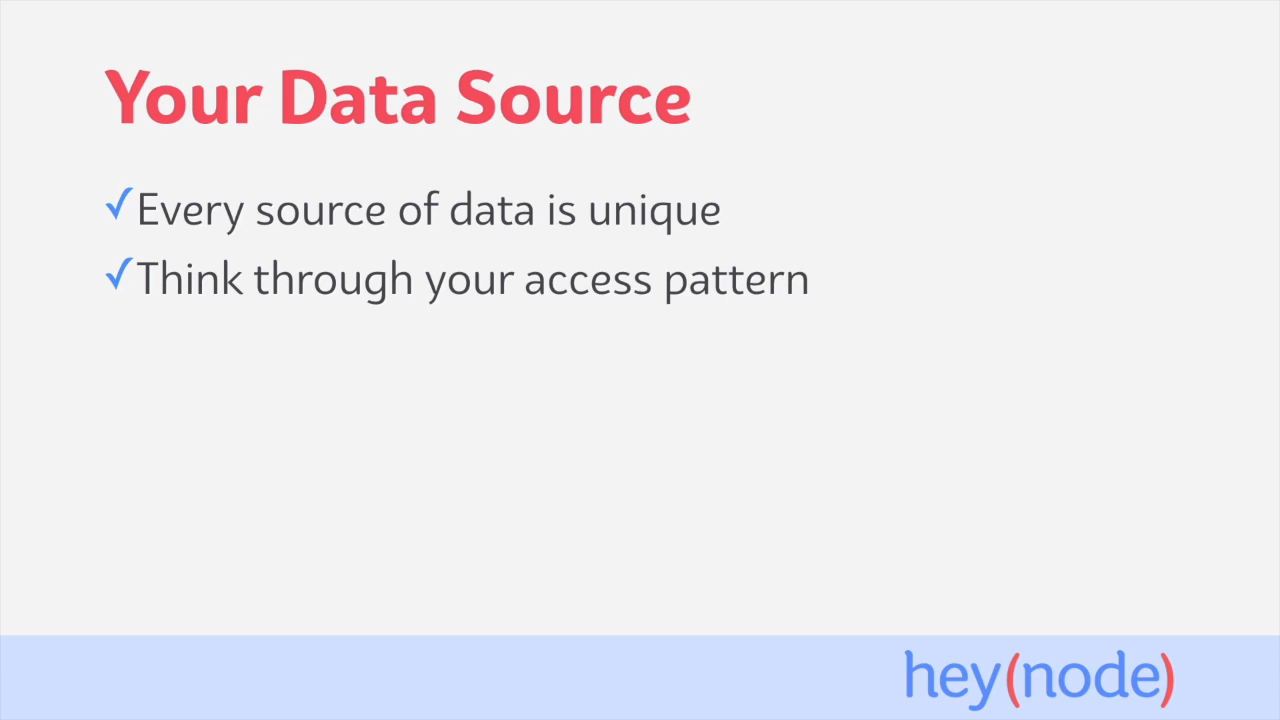 Your Data Source
✓Every source of data is unique
✓Think through your access pattern
hey(node)